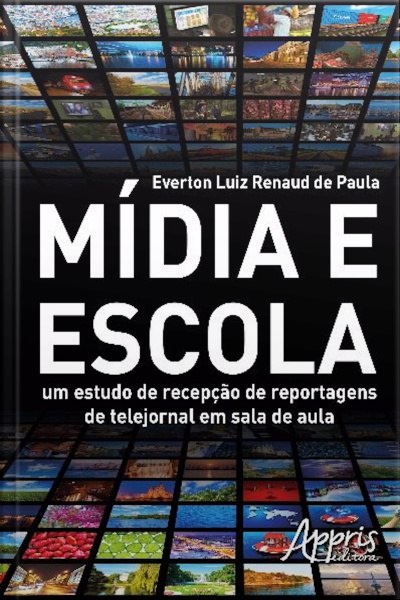 Everton Luiz Renaud de Paula
MÍDIA E
ESCOLA
um estudo de recepção de reportagens
de telejornal em sala de aula
Appris
editora